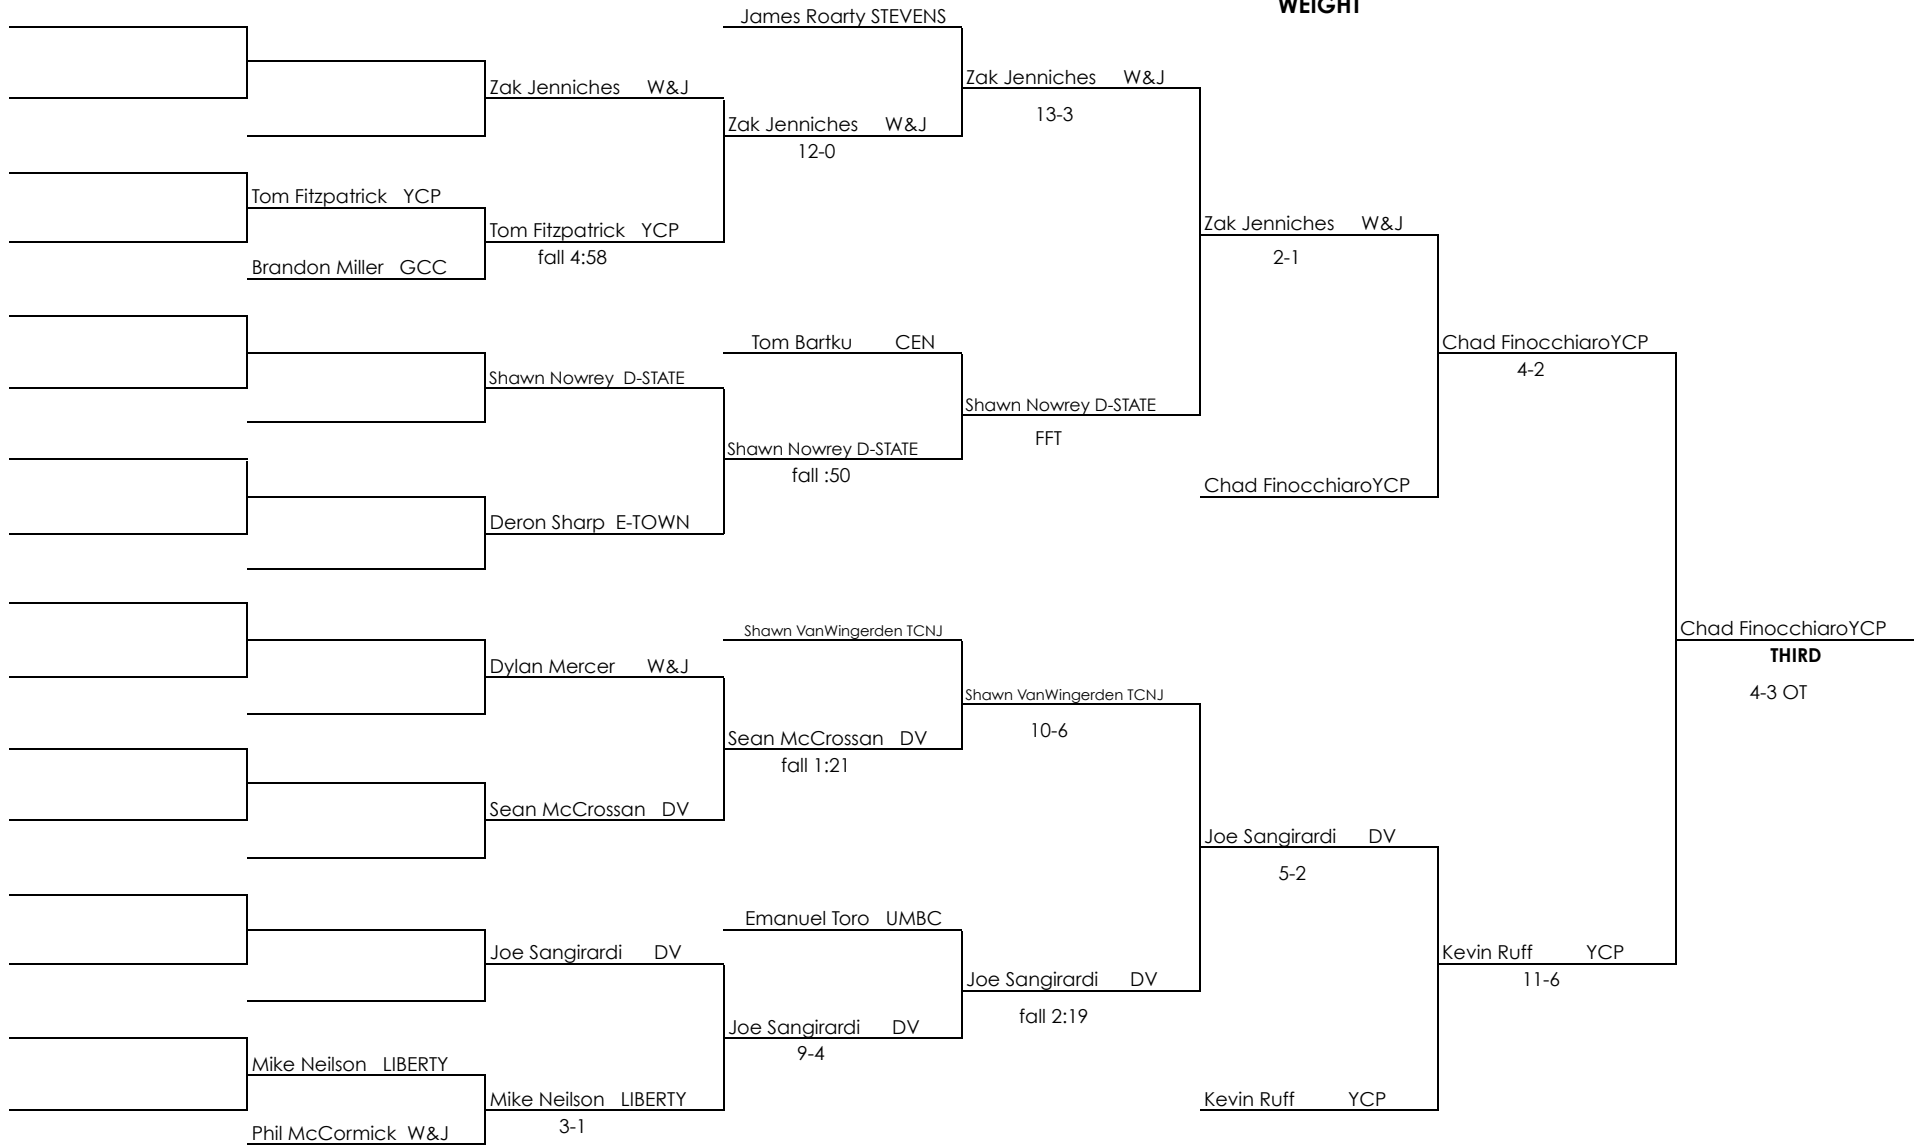 WEIGHT
James Roarty STEVENS
Zak Jenniches W&J
Zak Jenniches W&J
13-3
Zak Jenniches W&J
12-0
Tom Fitzpatrick YCP
Tom Fitzpatrick YCP
fall 4:58
Brandon Miller GCC
Zak Jenniches W&J
2-1
Tom Bartku CEN
Chad FinocchiaroYCP
4-2
Shawn Nowrey D-STATE
Shawn Nowrey D-STATE
FFT
Shawn Nowrey D-STATE
fall :50
Chad FinocchiaroYCP
Deron Sharp E-TOWN
Shawn VanWingerden TCNJ
Chad FinocchiaroYCP
THIRD
4-3 OT
Dylan Mercer W&J
Shawn VanWingerden TCNJ
10-6
Sean McCrossan DV
fall 1:21
Sean McCrossan DV
Joe Sangirardi DV
5-2
Emanuel Toro UMBC
Joe Sangirardi DV
Kevin Ruff YCP
11-6
Joe Sangirardi DV
fall 2:19
Joe Sangirardi DV
9-4
Mike Neilson LIBERTY
Mike Neilson LIBERTY
3-1
Kevin Ruff YCP
Phil McCormick W&J